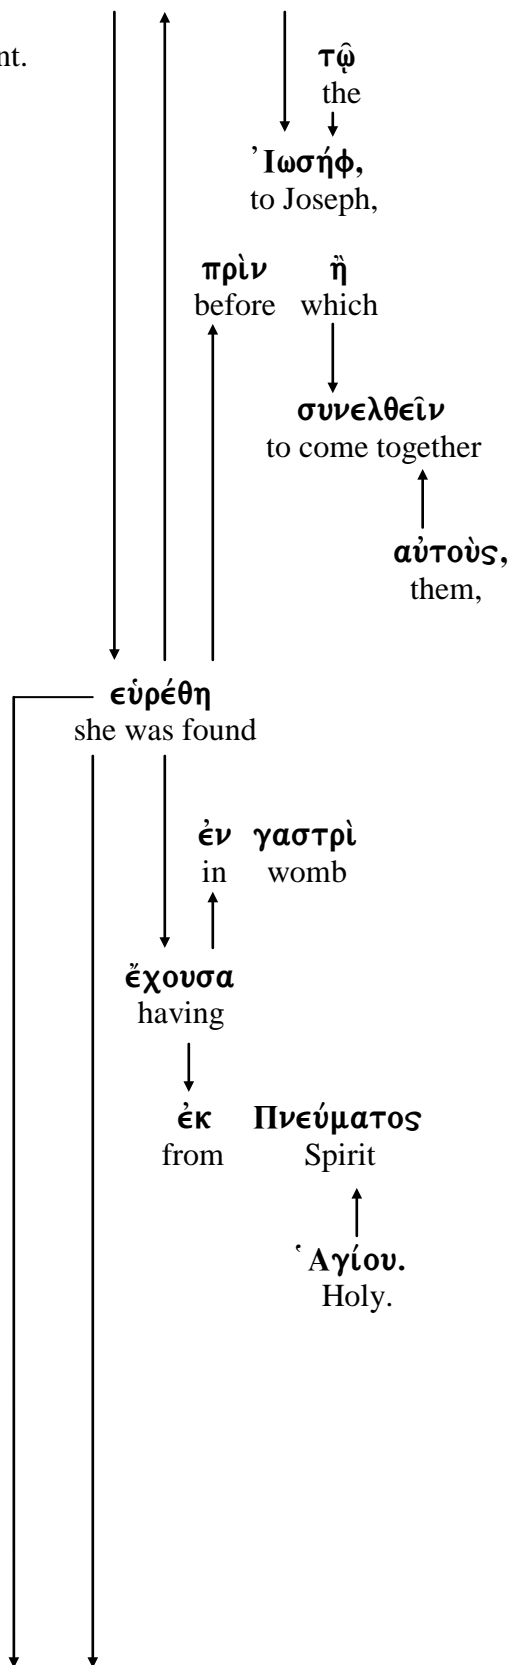 nt.
τῷ
the
Ἰωσήφ,
to Joseph,
πρὶν ἢ
before which
συνελθεῖν
to come together
αὐτοὺς,
them,
εὑρέθη
she was found
ἐν γαστρὶ
in womb
ἔχουσα
having
ἐκ Πνεύματος
from Spirit
Ἁγίου.
Holy.